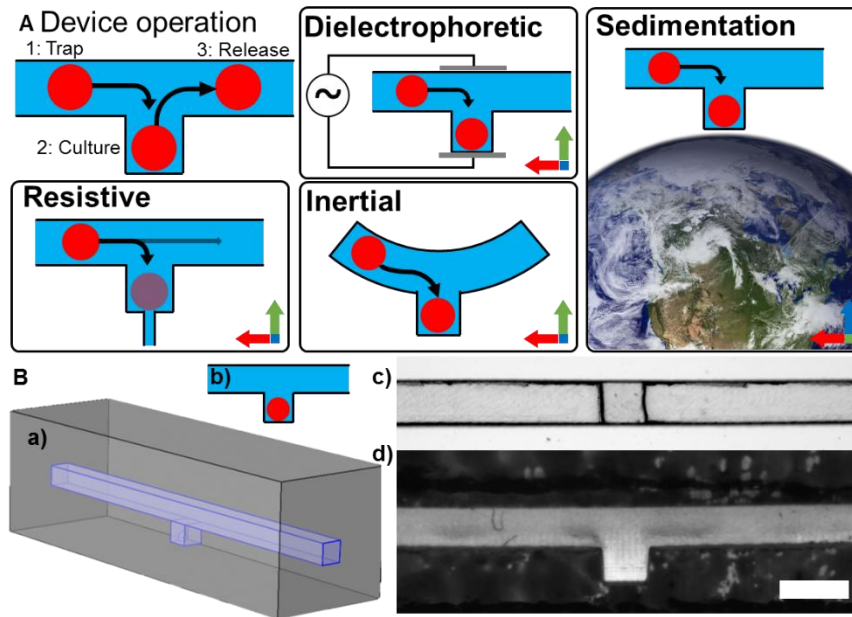 A Device operation
1: Trap
3: Release
2: Culture
Dielectrophoretic
~
Sedimentation
Resistive
Inertial
B
a)
b)
c)
d)